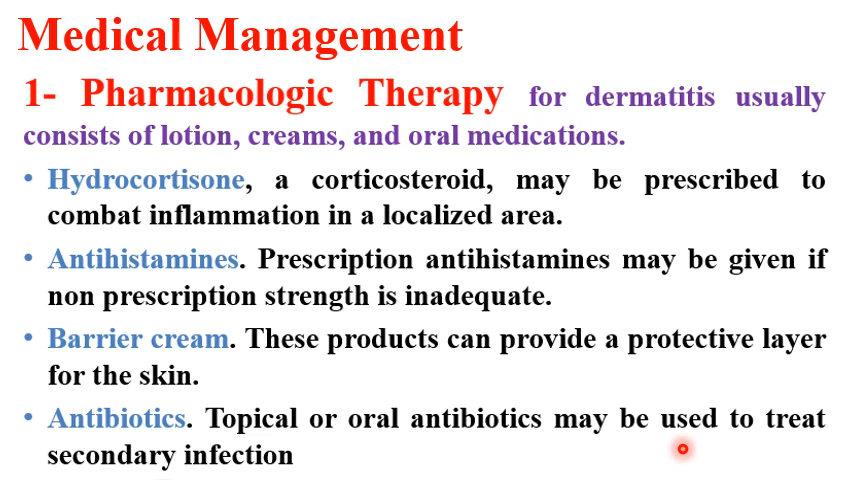 Medical Management
1- Pharmacologic Therapy for dermatitis usually
consists of lotion, creams, and oral medications.
• Hydrocortisone, a corticosteroid, may be prescribed to
combat inflammation in a localized area.
• Antihistamines. Prescription antihistamines may be given if
non prescription strength is inadequate.
• Barrier cream. These products can provide a protective layer
for the skin.
• Antibiotics. Topical or oral antibiotics may be used to treat
secondary infection